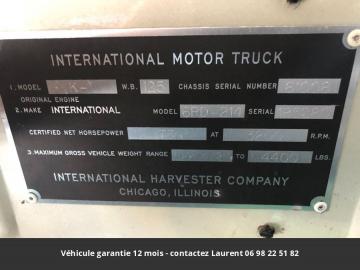 INTERNATIONAL MOTOR TRUCK
1. MODEL W.B. CHASSIS SERIAL NUMBER
ORIGINAL ENGINE
2. MAKE INTERNATIONAL MODEL SERIAL
CERTIFIED NET HORSEPOWER AT R.P.M.
3. MAXIMUM GROSS VEHICLE WEIGHT RANGE TO LBS.
INTERNATIONAL HARVESTER COMPANY
CHICAGO, ILLINOIS
Véhicule garantie 12 mois - contactez Laurent 06 98 22 51 82